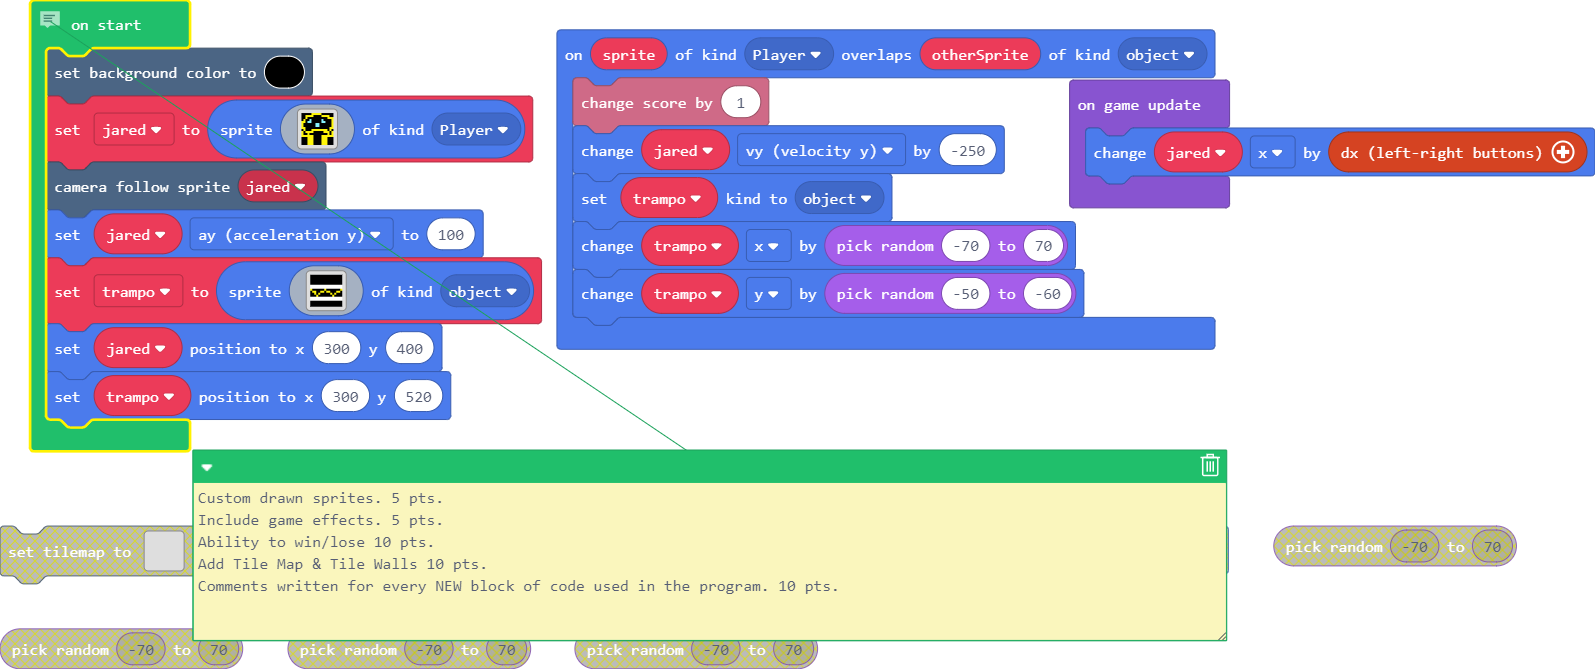 on start
set background color to
set jared to sprite of kind Player
camera follow sprite jared
set jared ay (acceleration y) to 100
set trampo to sprite of kind object
set jared position to x 300 y 400
set trampo position to x 300 y 520
on sprite of kind Player overlaps otherSprite of kind object
change score by 1
change jared vy (velocity y) by -250
set trampo kind to object
change trampo x by pick random -70 to 70
change trampo y by pick random -50 to -60
on game update
change jared x by dx (left-right buttons)
Custom drawn sprites. 5 pts.
Include game effects. 5 pts.
Ability to win/lose 10 pts.
Add Tile Map & Tile Walls 10 pts.
Comments written for every NEW block of code used in the program. 10 pts.
set tilemap to
pick random -70 to 70
pick random -70 to 70
pick random -70 to 70
pick random -70 to 70